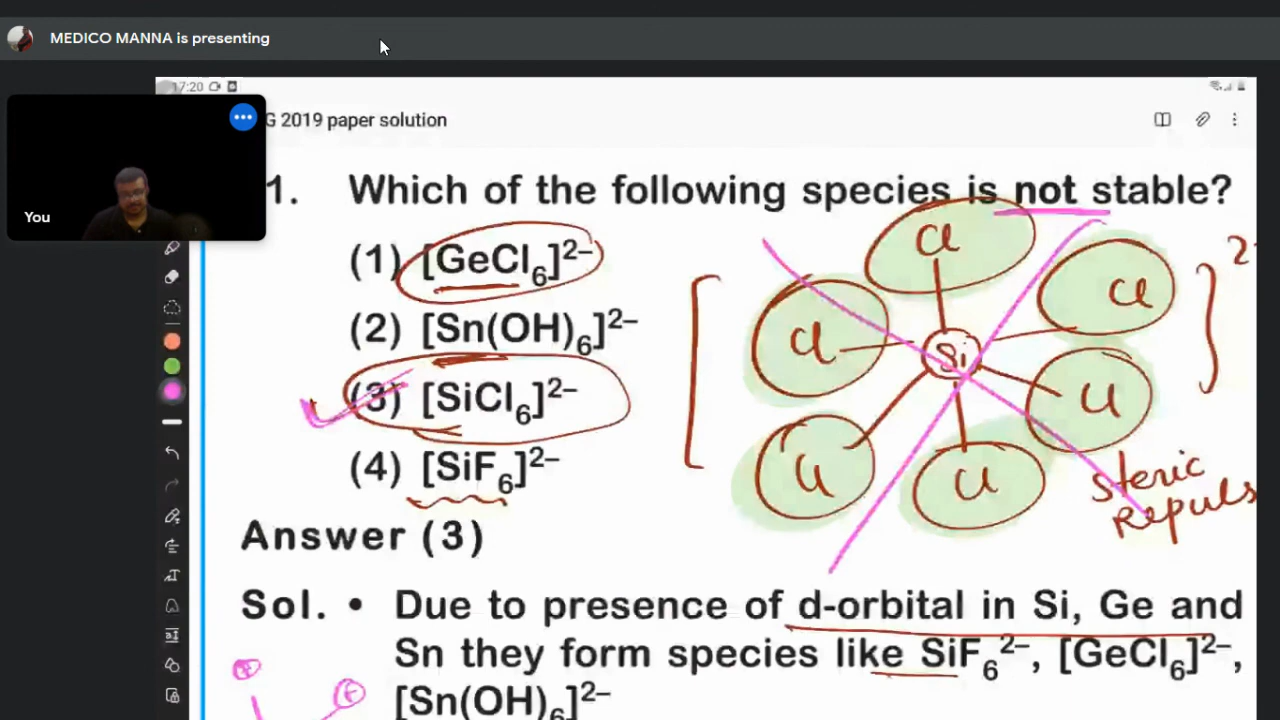 MEDICO MANNA is presenting
17:20
G 2019 paper solution
You
1. Which of the following species is not stable?
(1) [GeCl₆]²⁻
(2) [Sn(OH)₆]²⁻
(3) [SiCl₆]²⁻
(4) [SiF₆]²⁻
Cl
Cl
Cl
Si
Cl
Cl
Cl
2
steric
repuls
Answer (3)
Sol. • Due to presence of d-orbital in Si, Ge and
Sn they form species like SiF₆²⁻, [GeCl₆]²⁻,
[Sn(OH)₆]²⁻
F